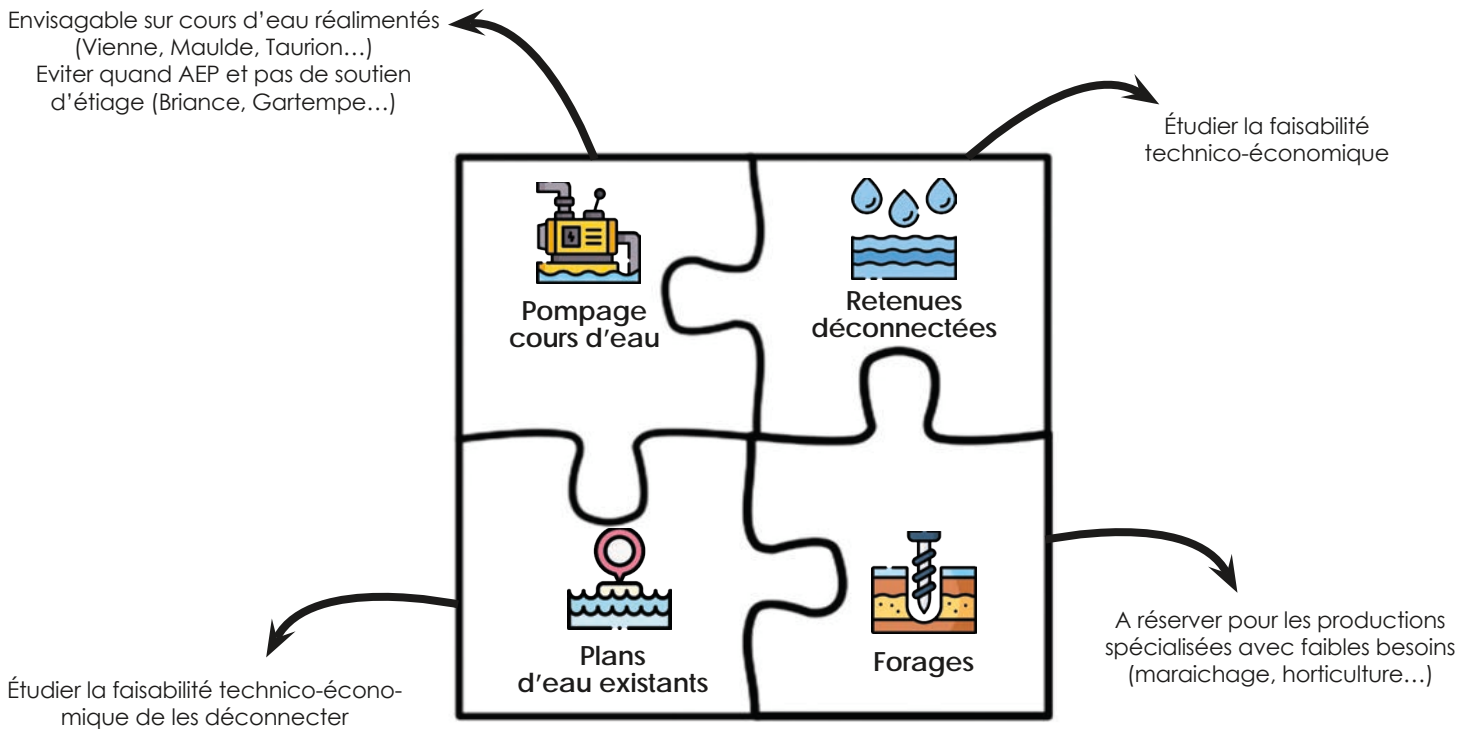 Envisagable sur cours d’eau réalimentés
(Vienne, Maulde, Taurion…)
Eviter quand AEP et pas de soutien
d’étiage (Briance, Gartempe…)
Étudier la faisabilité
technico-économique
Pompage
cours d’eau
Retenues
déconnectées
Plans
d’eau existants
Forages
A réserver pour les productions
spécialisées avec faibles besoins
(maraichage, horticulture…)
Étudier la faisabilité technico-écono-
mique de les déconnecter